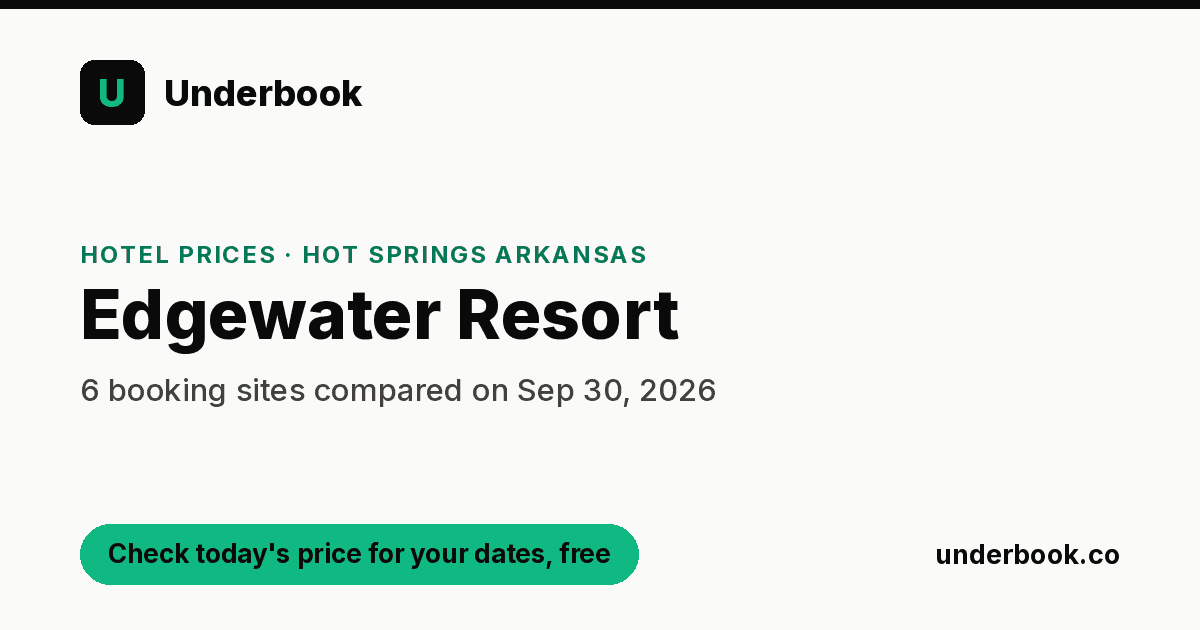 U Underbook
HOTEL PRICES · HOT SPRINGS ARKANSAS
Edgewater Resort
6 booking sites compared on Sep 30, 2026
Check today's price for your dates, free
underbook.co